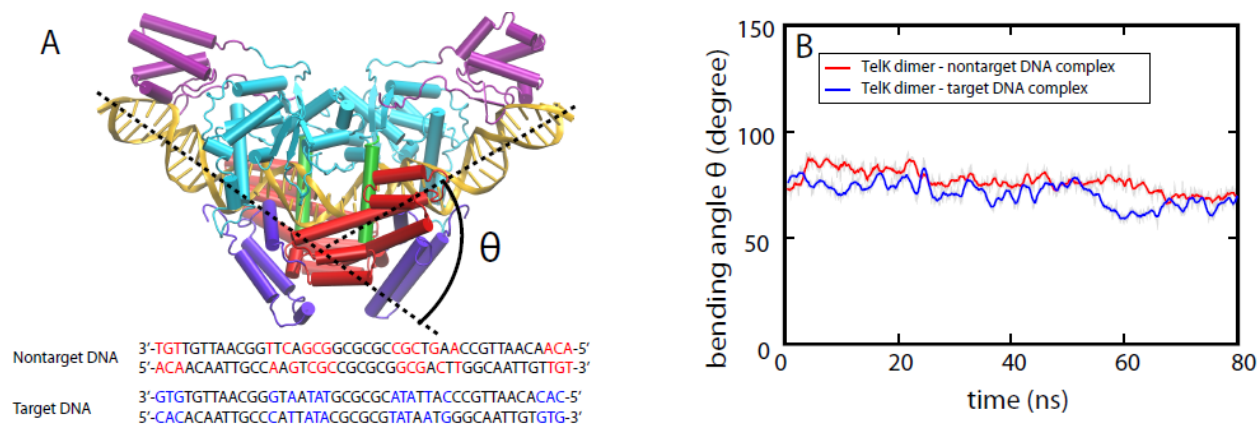 A
θ
Nontarget DNA
3’-TGTTGTTAACGGTTCAGCGGCGCGCCGCTGAACCGTTAACAACA-5’
5’-ACAACAATTGCCAAGTCGCCGCGCGGCGACTTGGCAATTGTTGT-3’
Target DNA
3’-GTGTGTTAACGGGTAATATGCGCGCATATTACCCGTTAACACAC-5’
5’-CACACAATTGCCCATTATACGCGCGTATAATGGGCAATTGTGTG-3’
B
TelK dimer - nontarget DNA complex
TelK dimer - target DNA complex
bending angle θ (degree)
150
100
50
0
0 20 40 60 80
time (ns)